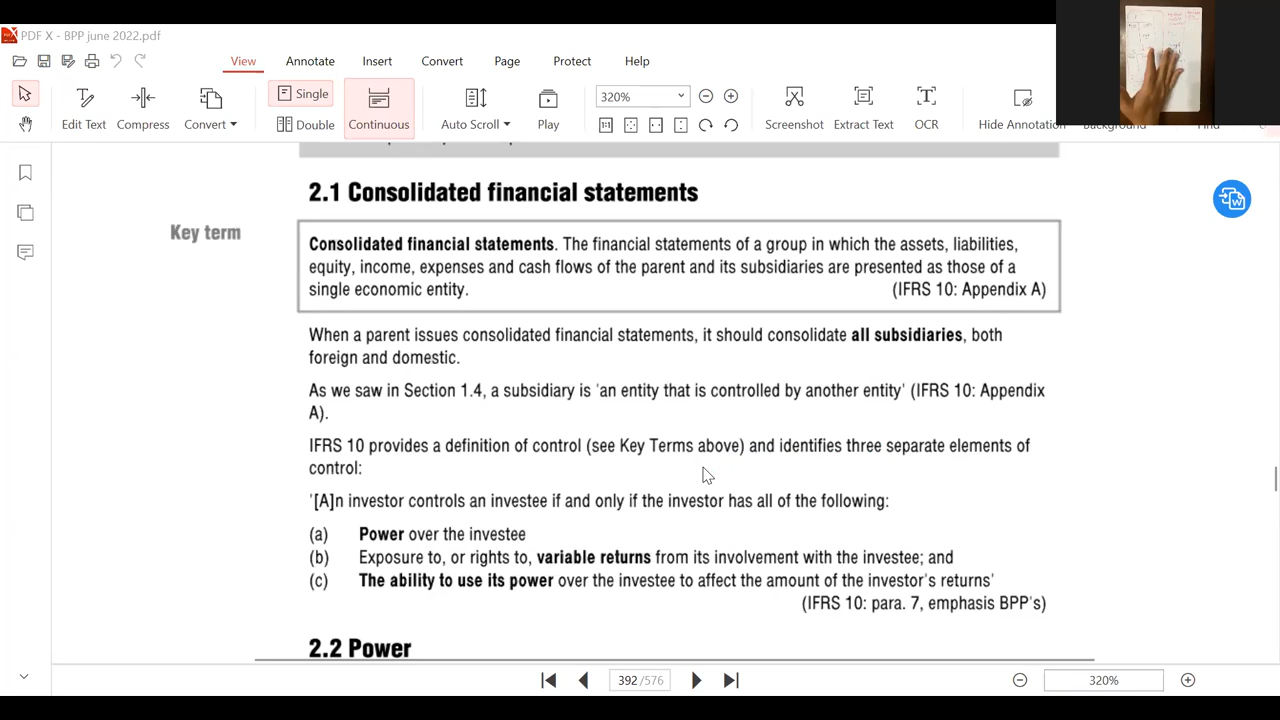 PDF X - BPP june 2022.pdf
View Annotate Insert Convert Page Protect Help
Single
Double
Edit Text Compress Convert Continuous Auto Scroll Play 320% Screenshot Extract Text OCR Hide Annotation
2.1 Consolidated financial statements
Key term
Consolidated financial statements. The financial statements of a group in which the assets, liabilities,
equity, income, expenses and cash flows of the parent and its subsidiaries are presented as those of a
single economic entity. (IFRS 10: Appendix A)
When a parent issues consolidated financial statements, it should consolidate all subsidiaries, both
foreign and domestic.
As we saw in Section 1.4, a subsidiary is 'an entity that is controlled by another entity' (IFRS 10: Appendix
A).
IFRS 10 provides a definition of control (see Key Terms above) and identifies three separate elements of
control:
'[A]n investor controls an investee if and only if the investor has all of the following:
(a) Power over the investee
(b) Exposure to, or rights to, variable returns from its involvement with the investee; and
(c) The ability to use its power over the investee to affect the amount of the investor's returns'
(IFRS 10: para. 7, emphasis BPP's)
2.2 Power
392 /576
320%